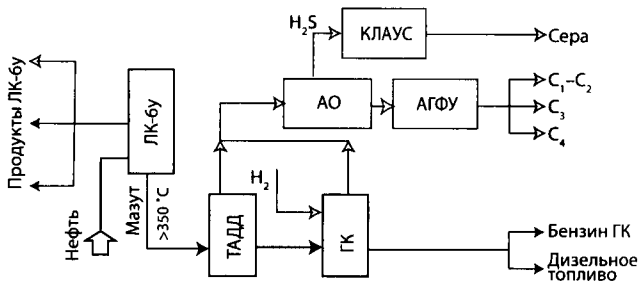 H₂S
КЛАУС
Сера
Продукты ЛК-6у
ЛК-6у
АО
АГФУ
C₁–C₂
C₃
C₄
Нефть
Мазут
>350 °C
ТАДД
H₂
ГК
Бензин ГК
Дизельное
топливо